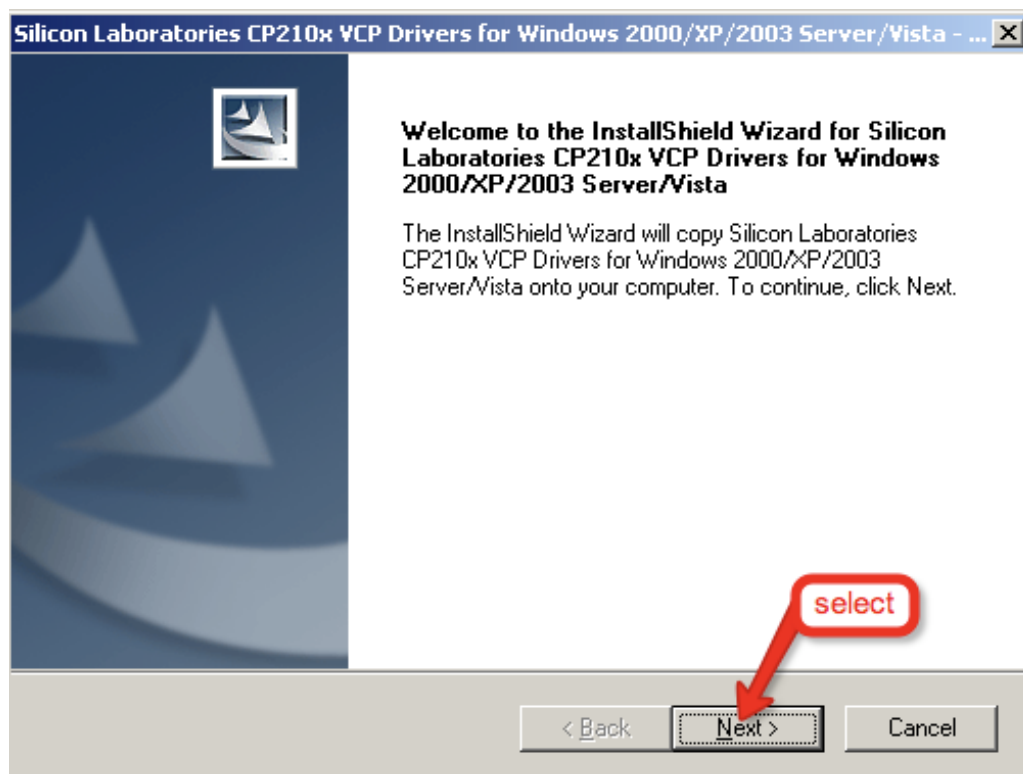 Silicon Laboratories CP210x VCP Drivers for Windows 2000/XP/2003 Server/Vista - ...
Welcome to the InstallShield Wizard for Silicon
Laboratories CP210x VCP Drivers for Windows
2000/XP/2003 Server/Vista
The InstallShield Wizard will copy Silicon Laboratories
CP210x VCP Drivers for Windows 2000/XP/2003
Server/Vista onto your computer. To continue, click Next.
select
< Back
Next >
Cancel